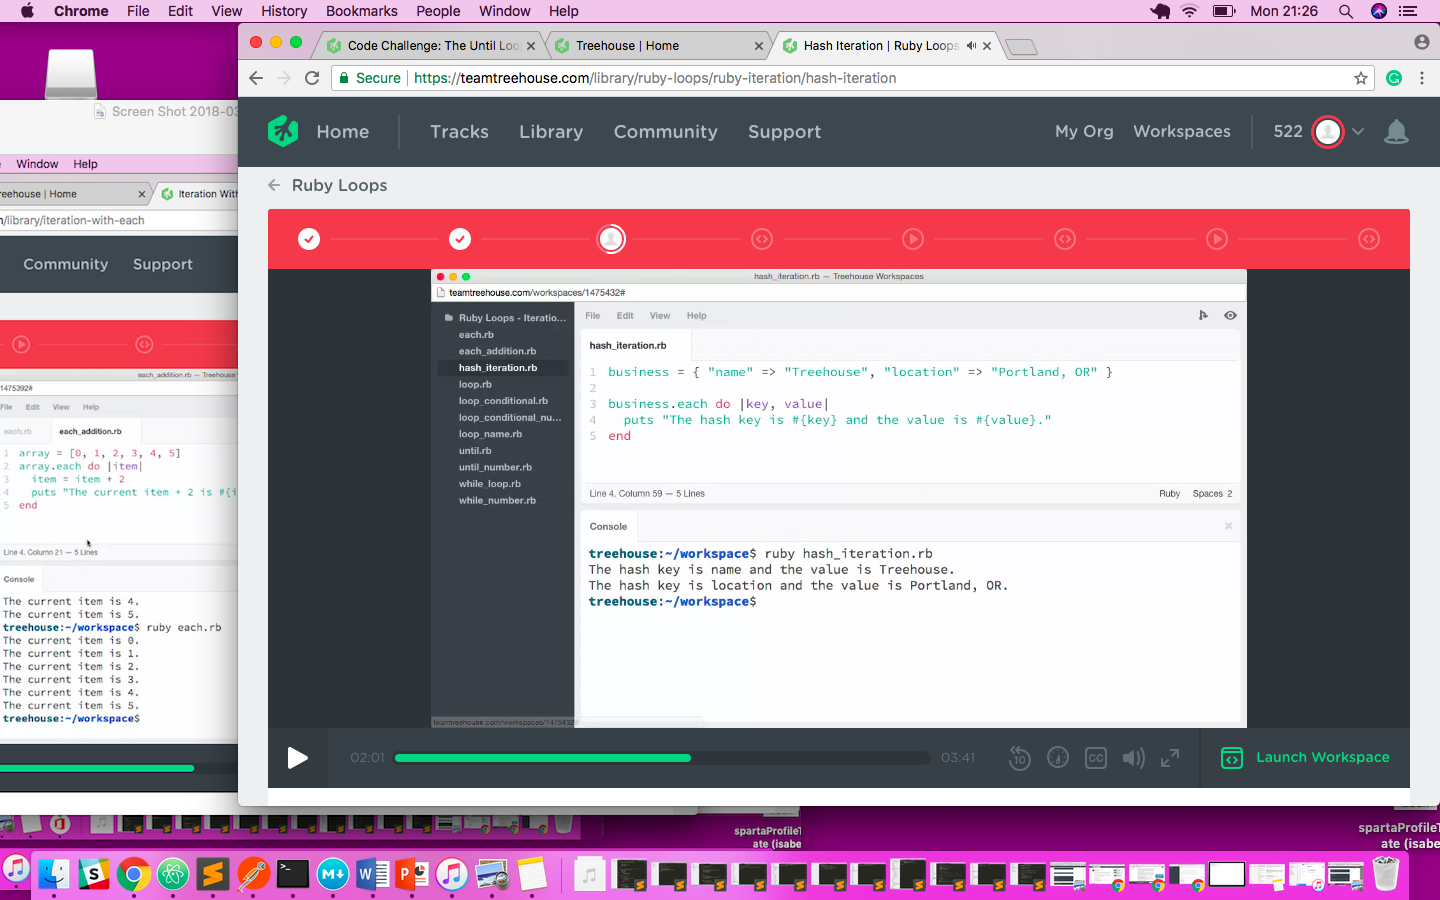 Chrome File Edit View History Bookmarks People Window Help Mon 21:26
Code Challenge: The Until Loo Treehouse | Home Hash Iteration | Ruby Loops
Secure https://teamtreehouse.com/library/ruby-loops/ruby-iteration/hash-iteration
Home Tracks Library Community Support My Org Workspaces 522
Ruby Loops
hash_iteration.rb — Treehouse Workspaces
teamtreehouse.com/workspaces/1475432#
Ruby Loops - Iteratio...
each.rb
each_addition.rb
hash_iteration.rb
loop.rb
loop_conditional.rb
loop_conditional_nu...
loop_name.rb
until.rb
until_number.rb
while_loop.rb
while_number.rb
File Edit View Help
hash_iteration.rb
1 business = { "name" => "Treehouse", "location" => "Portland, OR" }
2
3 business.each do |key, value|
4 puts "The hash key is #{key} and the value is #{value}."
5 end
Line 4, Column 59 — 5 Lines Ruby Spaces 2
Console
treehouse:~/workspace$ ruby hash_iteration.rb
The hash key is name and the value is Treehouse.
The hash key is location and the value is Portland, OR.
treehouse:~/workspace$
teamtreehouse.com/workspaces/1475432#
02:01 03:41 10 CC Launch Workspace
Screen Shot 2018-03
Window Help
reehouse | Home Iteration With
/library/iteration-with-each
Community Support
each_addition.rb — Treehouse
1475392#
File Edit View Help
each.rb each_addition.rb
1 array = [0, 1, 2, 3, 4, 5]
2 array.each do |item|
3 item = item + 2
4 puts "The current item + 2 is #{i
5 end
Line 4, Column 21 — 5 Lines
Console
The current item is 4.
The current item is 5.
treehouse:~/workspace$ ruby each.rb
The current item is 0.
The current item is 1.
The current item is 2.
The current item is 3.
The current item is 4.
The current item is 5.
treehouse:~/workspace$
spartaProfileT
ate (isabe
spartaProfileT
ate (isabe